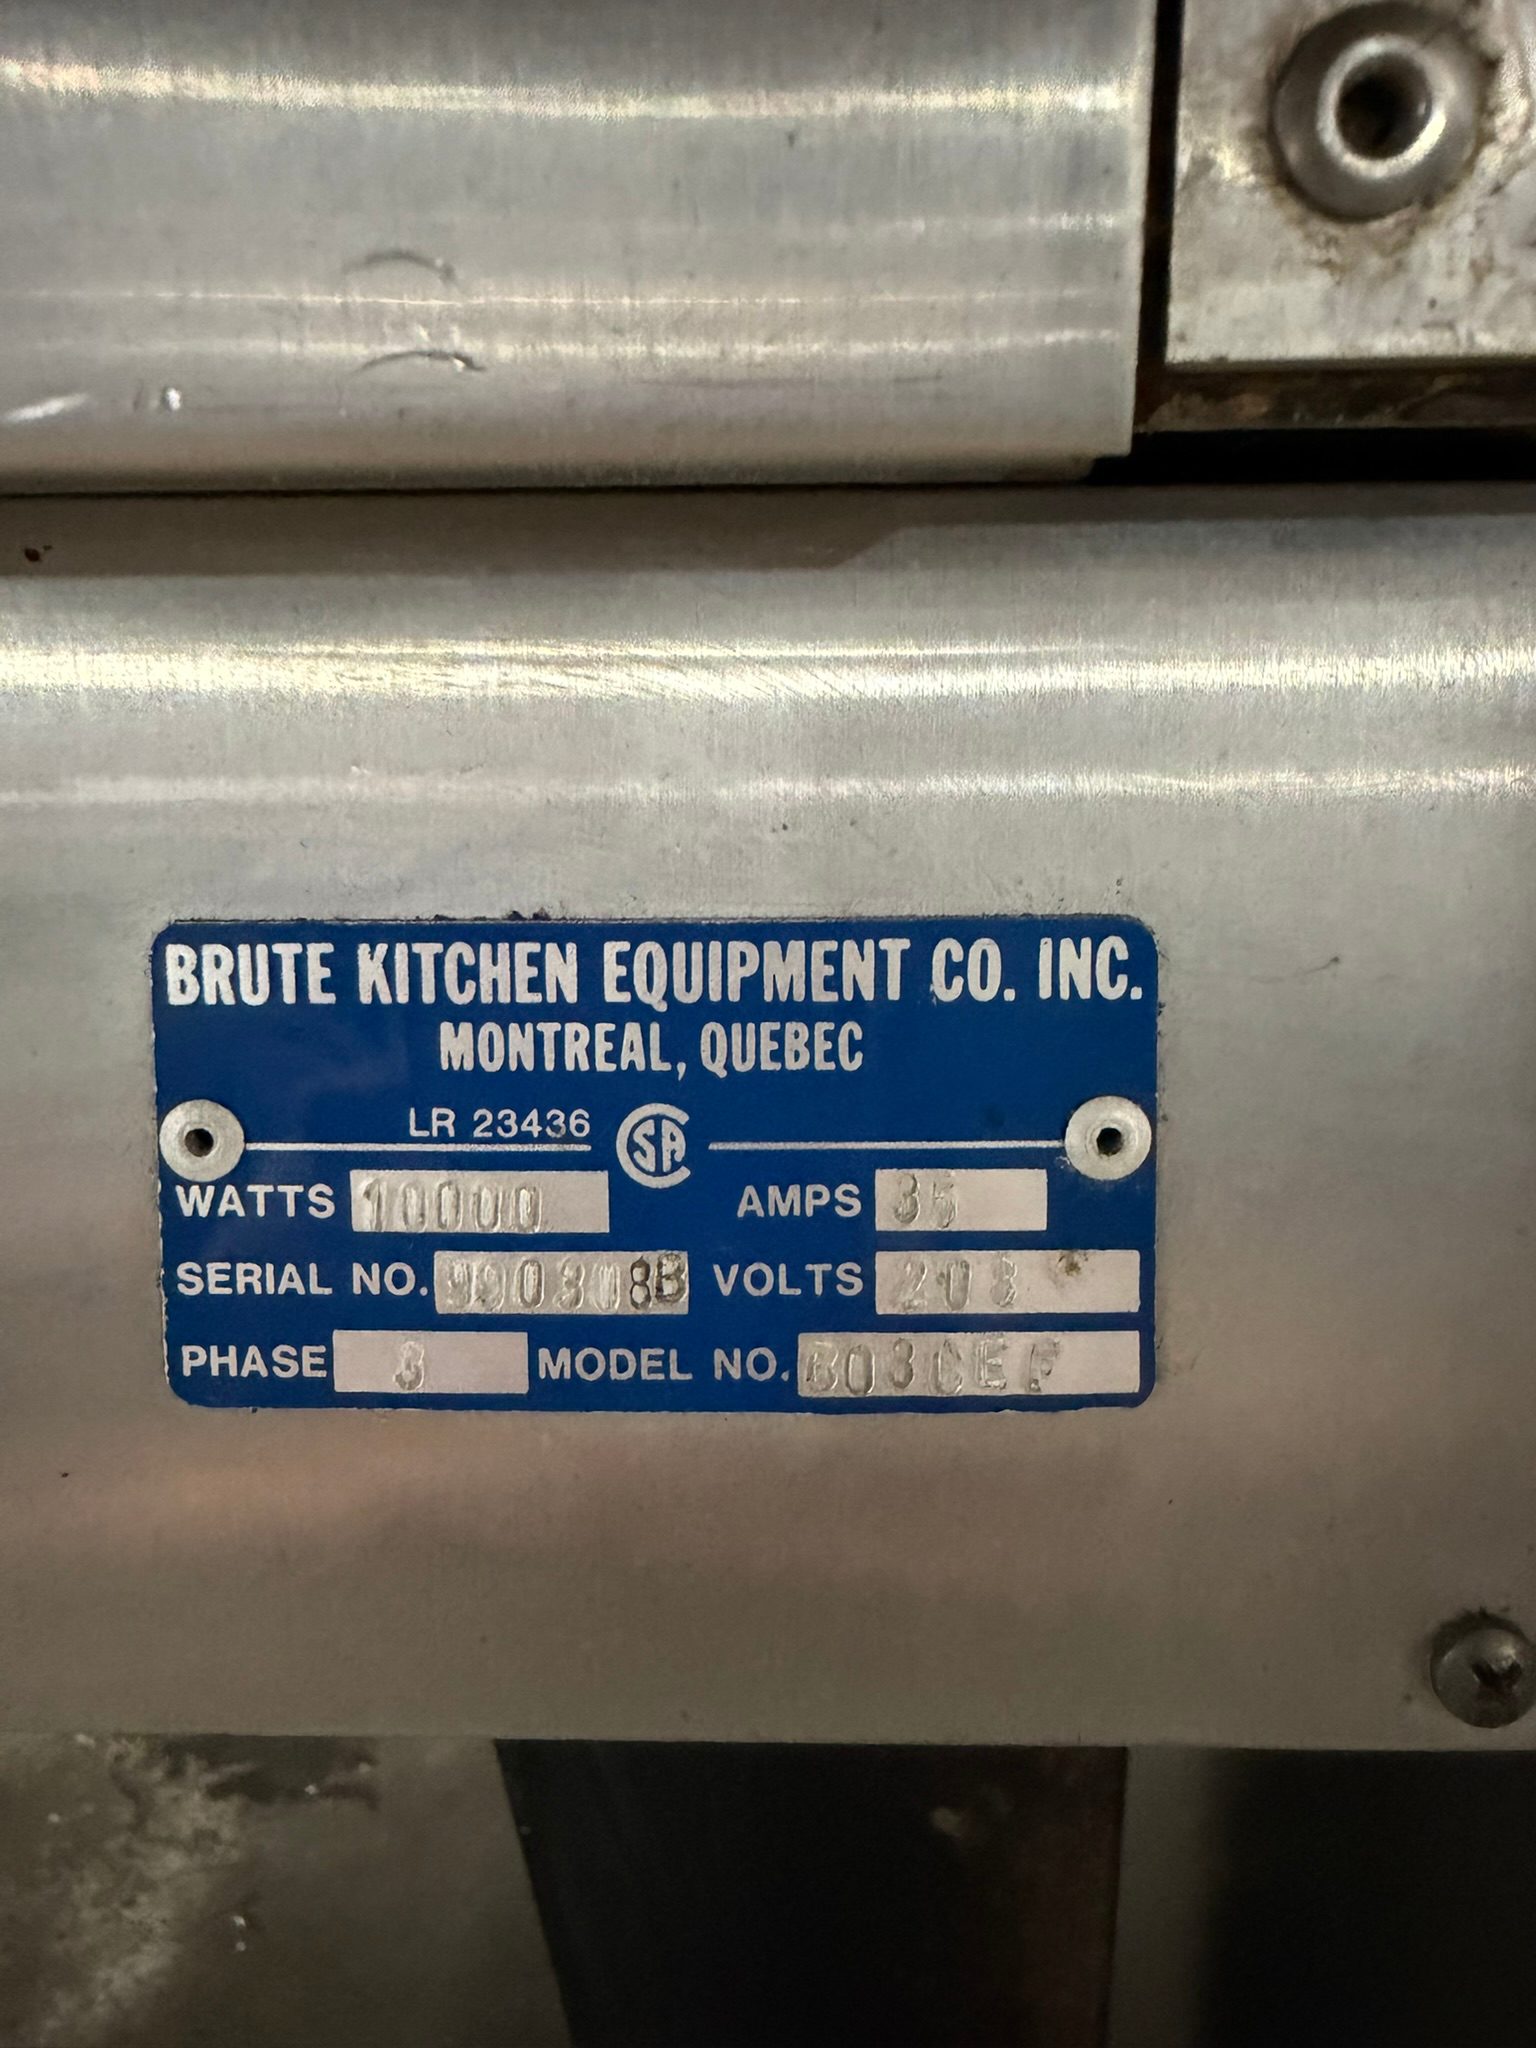 BRUTE KITCHEN EQUIPMENT CO. INC.
MONTREAL, QUEBEC
LR 23436 CSA
WATTS 10000 AMPS 35
SERIAL NO. VOLTS 208
PHASE 3 MODEL NO.